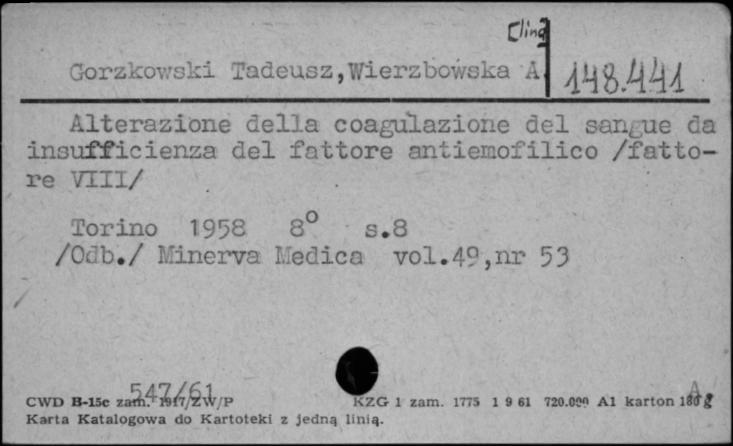 [Iing
Gorzkowski Tadeusz,Wierzbowska A. 148.441
Alterazione della coagulazione del sangue da
insufficienza del fattore antiemofilico /fatto-
re VIII/
Torino 1958 8° s.8
/Odb./ Minerva Medica vol.49,nr 53
547/61 A
CWD B-15c zam. 1917/ZW/P KZG 1 zam. 1775 1 9 61 720.000 A1 karton 180 g
Karta Katalogowa do Kartoteki z jedną linią.